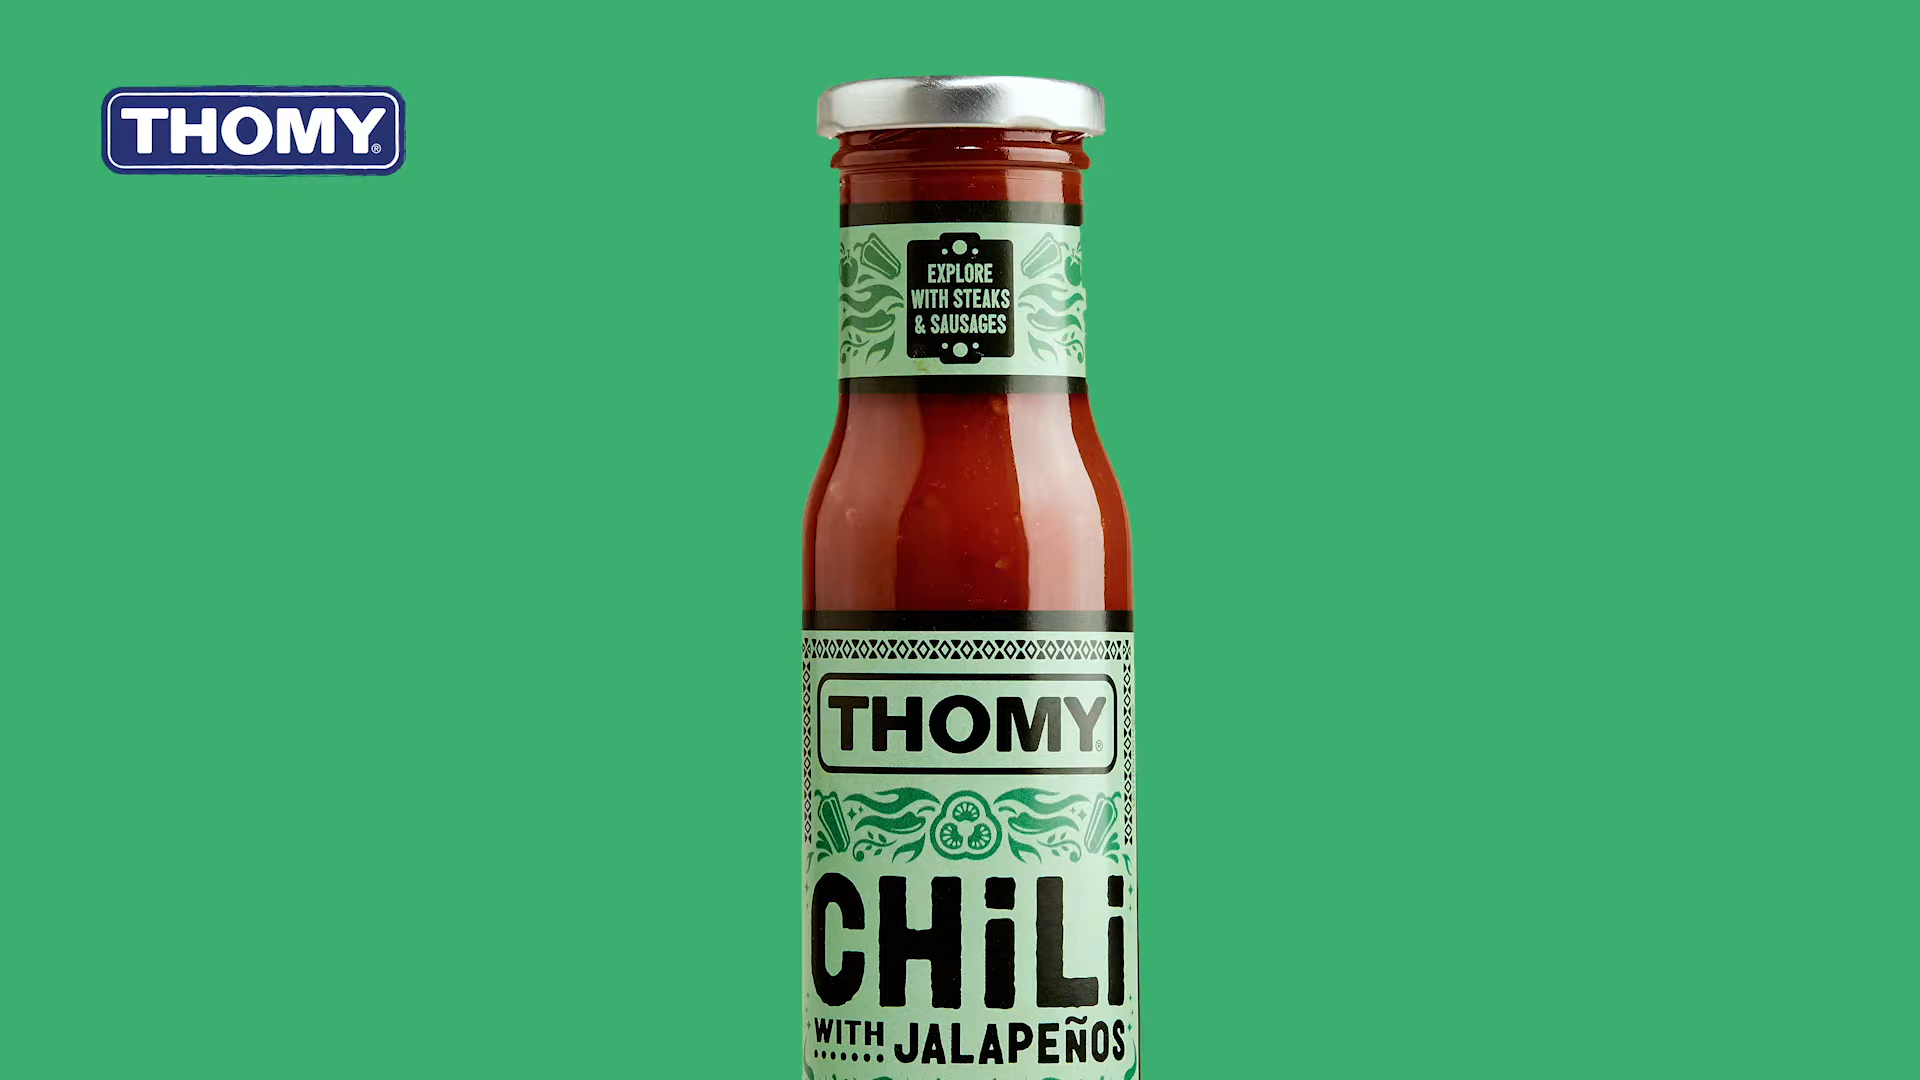 THOMY®
EXPLORE
WITH STEAKS
& SAUSAGES
THOMY®
CHiLi
WITH JALAPEÑOS